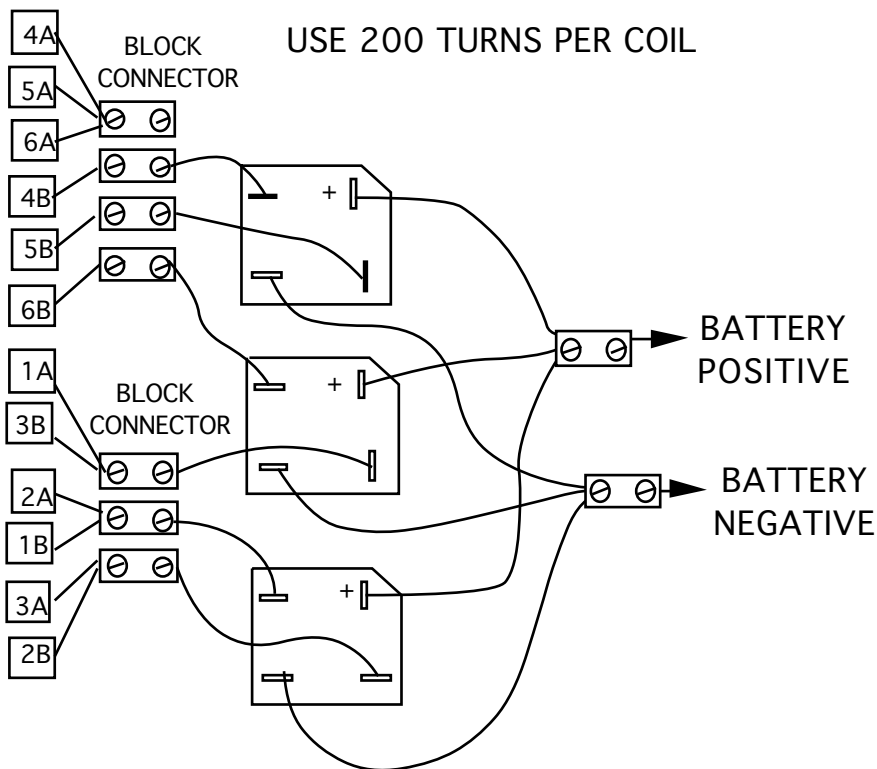 USE 200 TURNS PER COIL
4A
5A
6A
4B
5B
6B
BLOCK
CONNECTOR
+
BATTERY
POSITIVE
1A
3B
2A
1B
3A
2B
BLOCK
CONNECTOR
+
BATTERY
NEGATIVE
+